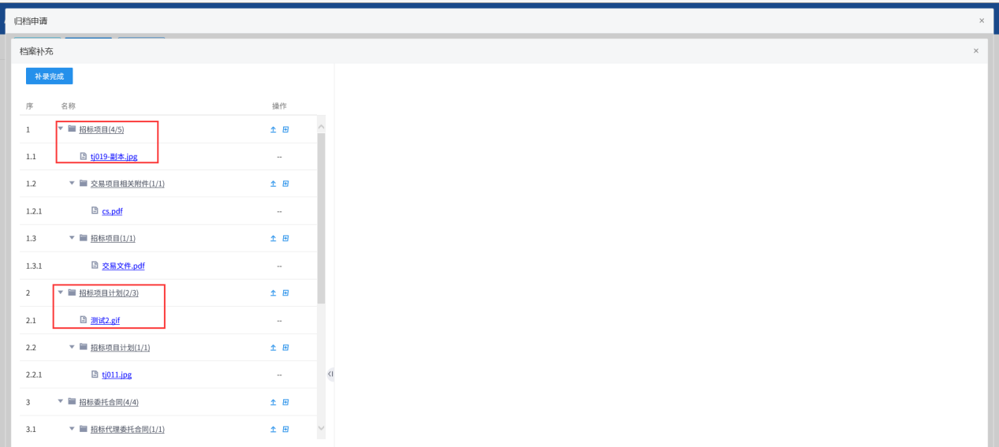 归档申请
×
档案补充
×
补录完成
序 名称 操作
1 招标项目(4/5)
1.1 tj019-副本.jpg --
1.2 交易项目相关附件(1/1)
1.2.1 cs.pdf --
1.3 招标项目(1/1)
1.3.1 交易文件.pdf --
2 招标项目计划(2/3)
2.1 测试2.gif --
2.2 招标项目计划(1/1)
2.2.1 tj011.jpg --
3 招标委托合同(4/4)
3.1 招标代理委托合同(1/1)